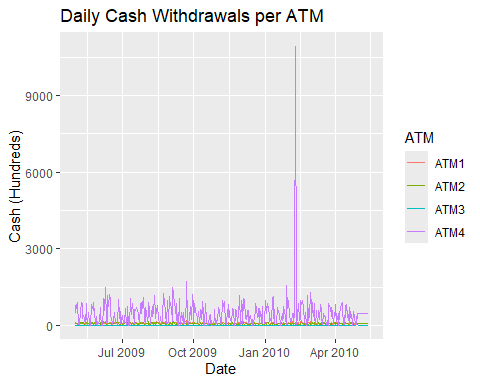 Daily Cash Withdrawals per ATM
Cash (Hundreds)
9000
6000
3000
0
Jul 2009
Oct 2009
Jan 2010
Apr 2010
Date
ATM
ATM1
ATM2
ATM3
ATM4